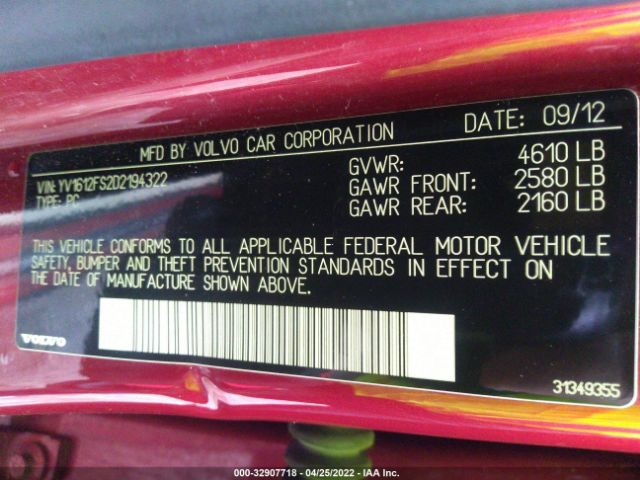 MFD BY VOLVO CAR CORPORATION DATE: 09/12
VIN: YV1612FS2D2194322
TYPE: PC
GVWR: 4610 LB
GAWR FRONT: 2580 LB
GAWR REAR: 2160 LB
THIS VEHICLE CONFORMS TO ALL APPLICABLE FEDERAL MOTOR VEHICLE
SAFETY, BUMPER AND THEFT PREVENTION STANDARDS IN EFFECT ON
THE DATE OF MANUFACTURE SHOWN ABOVE.
VOLVO
31349355
000-32907718 - 04/25/2022 - IAA Inc.